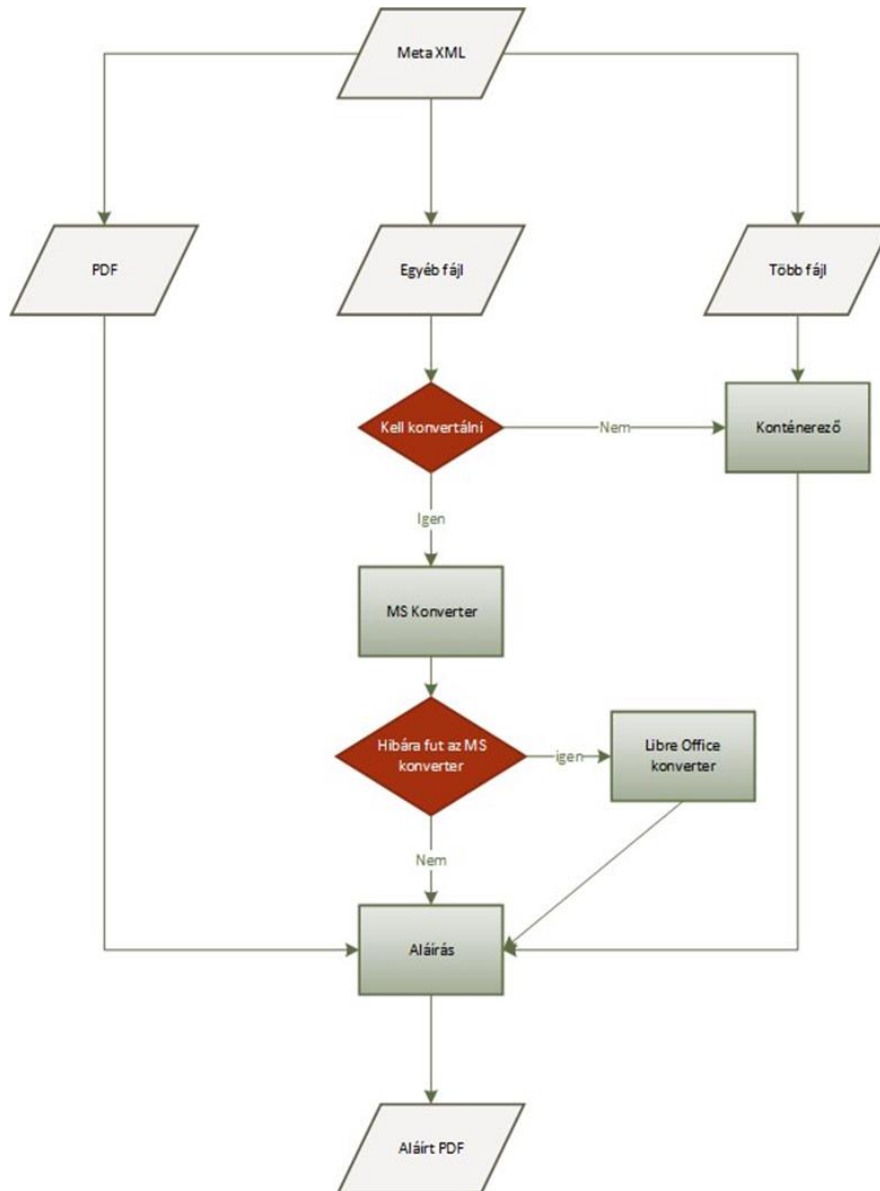 Meta XML
PDF
Egyéb fájl
Több fájl
Kell konvertálni
Nem
Konténerező
Igen
MS Konverter
Hibára fut az MS
konverter
igen
Libre Office
konverter
Nem
Aláírás
Aláírt PDF